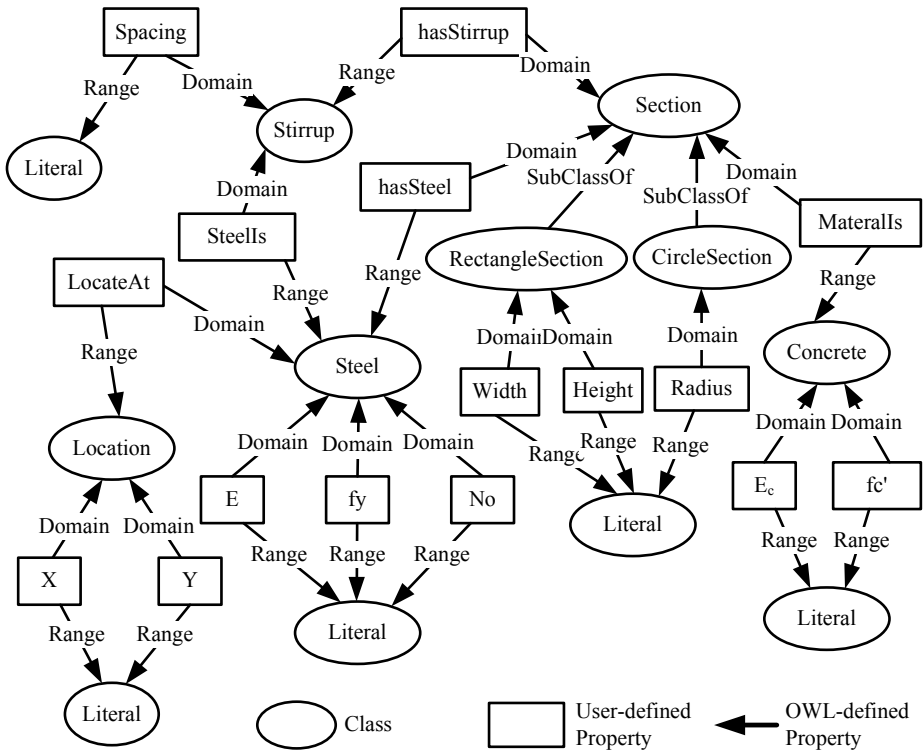 Spacing
hasStirrup
Range
Domain
Range
Domain
Stirrup
Section
Literal
Domain
hasSteel
Domain
SubClassOf
SubClassOf
Domain
SteelIs
MateralIs
RectangleSection
CircleSection
LocateAt
Range
Range
Range
Domain
Range
Domain
Domain
Domain
Steel
Concrete
Width
Height
Radius
Location
Domain
Domain
Domain
Domain
Domain
Range
Range
Range
E
fy
No
Ec
fc'
Literal
Domain
Domain
Range
Range
Range
Range
Range
X
Y
Literal
Literal
Range
Range
Literal
Class
User-defined
Property
OWL-defined
Property